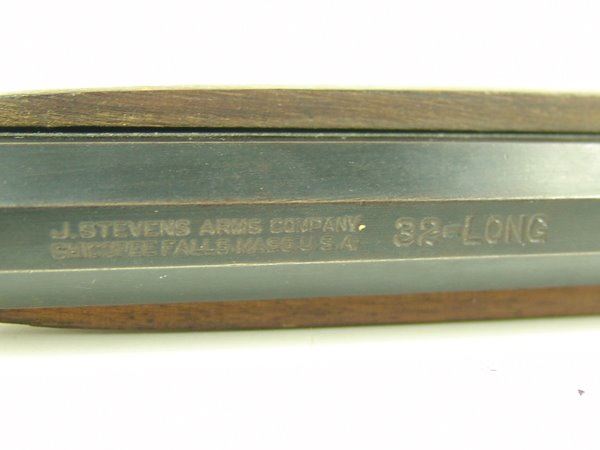 J. STEVENS ARMS COMPANY
CHICOPEE FALLS, MASS. U.S.A.
32-LONG